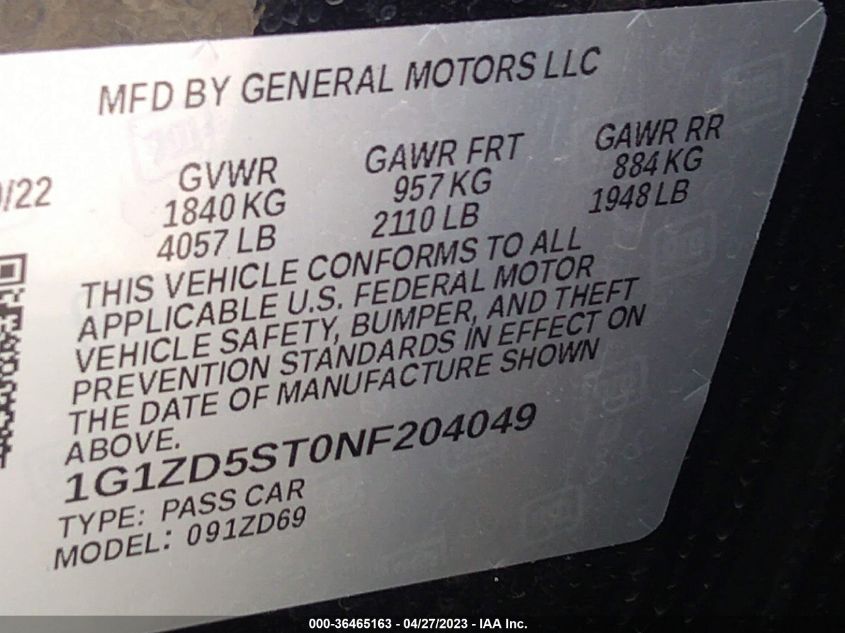 MFD BY GENERAL MOTORS LLC
/22
GVWR GAWR FRT GAWR RR
1840 KG 957 KG 884 KG
4057 LB 2110 LB 1948 LB
THIS VEHICLE CONFORMS TO ALL
APPLICABLE U.S. FEDERAL MOTOR
VEHICLE SAFETY, BUMPER, AND THEFT
PREVENTION STANDARDS IN EFFECT ON
THE DATE OF MANUFACTURE SHOWN
ABOVE.
1G1ZD5ST0NF204049
TYPE: PASS CAR
MODEL: 091ZD69
000-36465163 / 04/27/2023 - IAA Inc.